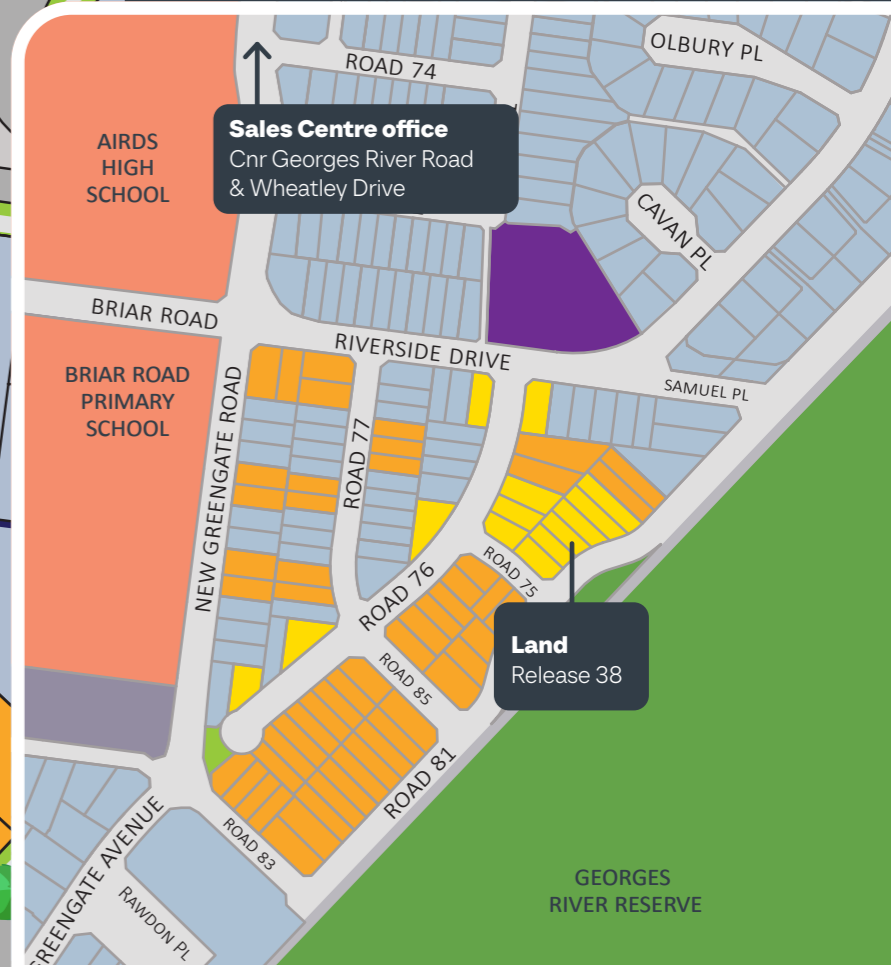 OLBURY PL
ROAD 74
AIRDS
HIGH
SCHOOL
Sales Centre office
Cnr Georges River Road
& Wheatley Drive
CAVAN PL
BRIAR ROAD
RIVERSIDE DRIVE
SAMUEL PL
BRIAR ROAD
PRIMARY
SCHOOL
NEW GREENGATE ROAD
ROAD 77
ROAD 76
ROAD 75
Land
Release 38
ROAD 85
ROAD 81
ROAD 83
GREENGATE AVENUE
RAWDON PL
GEORGES
RIVER RESERVE